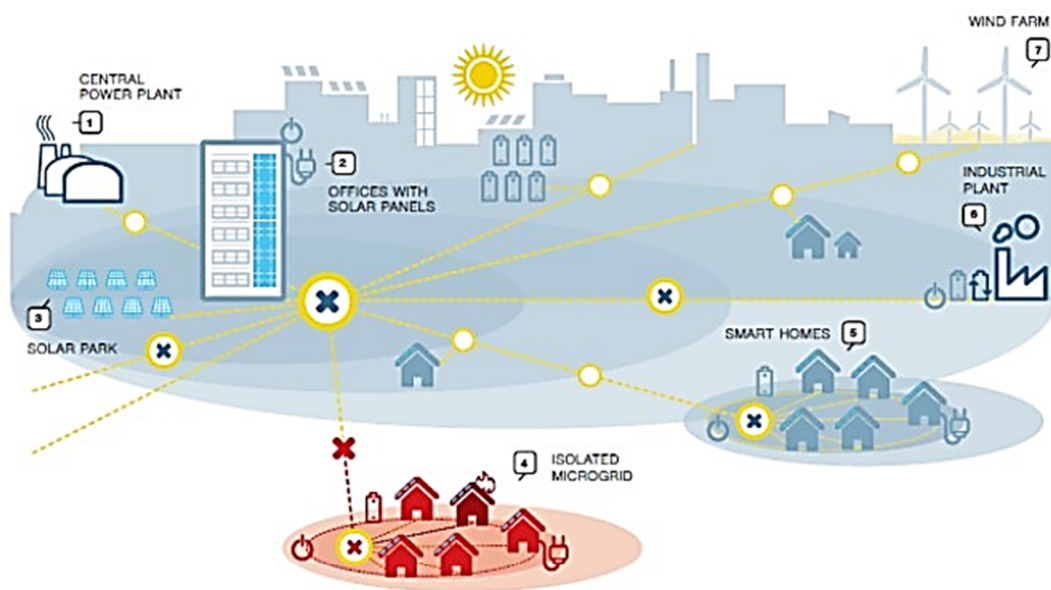 WIND FARM
7
CENTRAL
POWER PLANT
1
2
OFFICES WITH
SOLAR PANELS
INDUSTRIAL
PLANT
6
3
SOLAR PARK
SMART HOMES
5
4
ISOLATED
MICROGRID